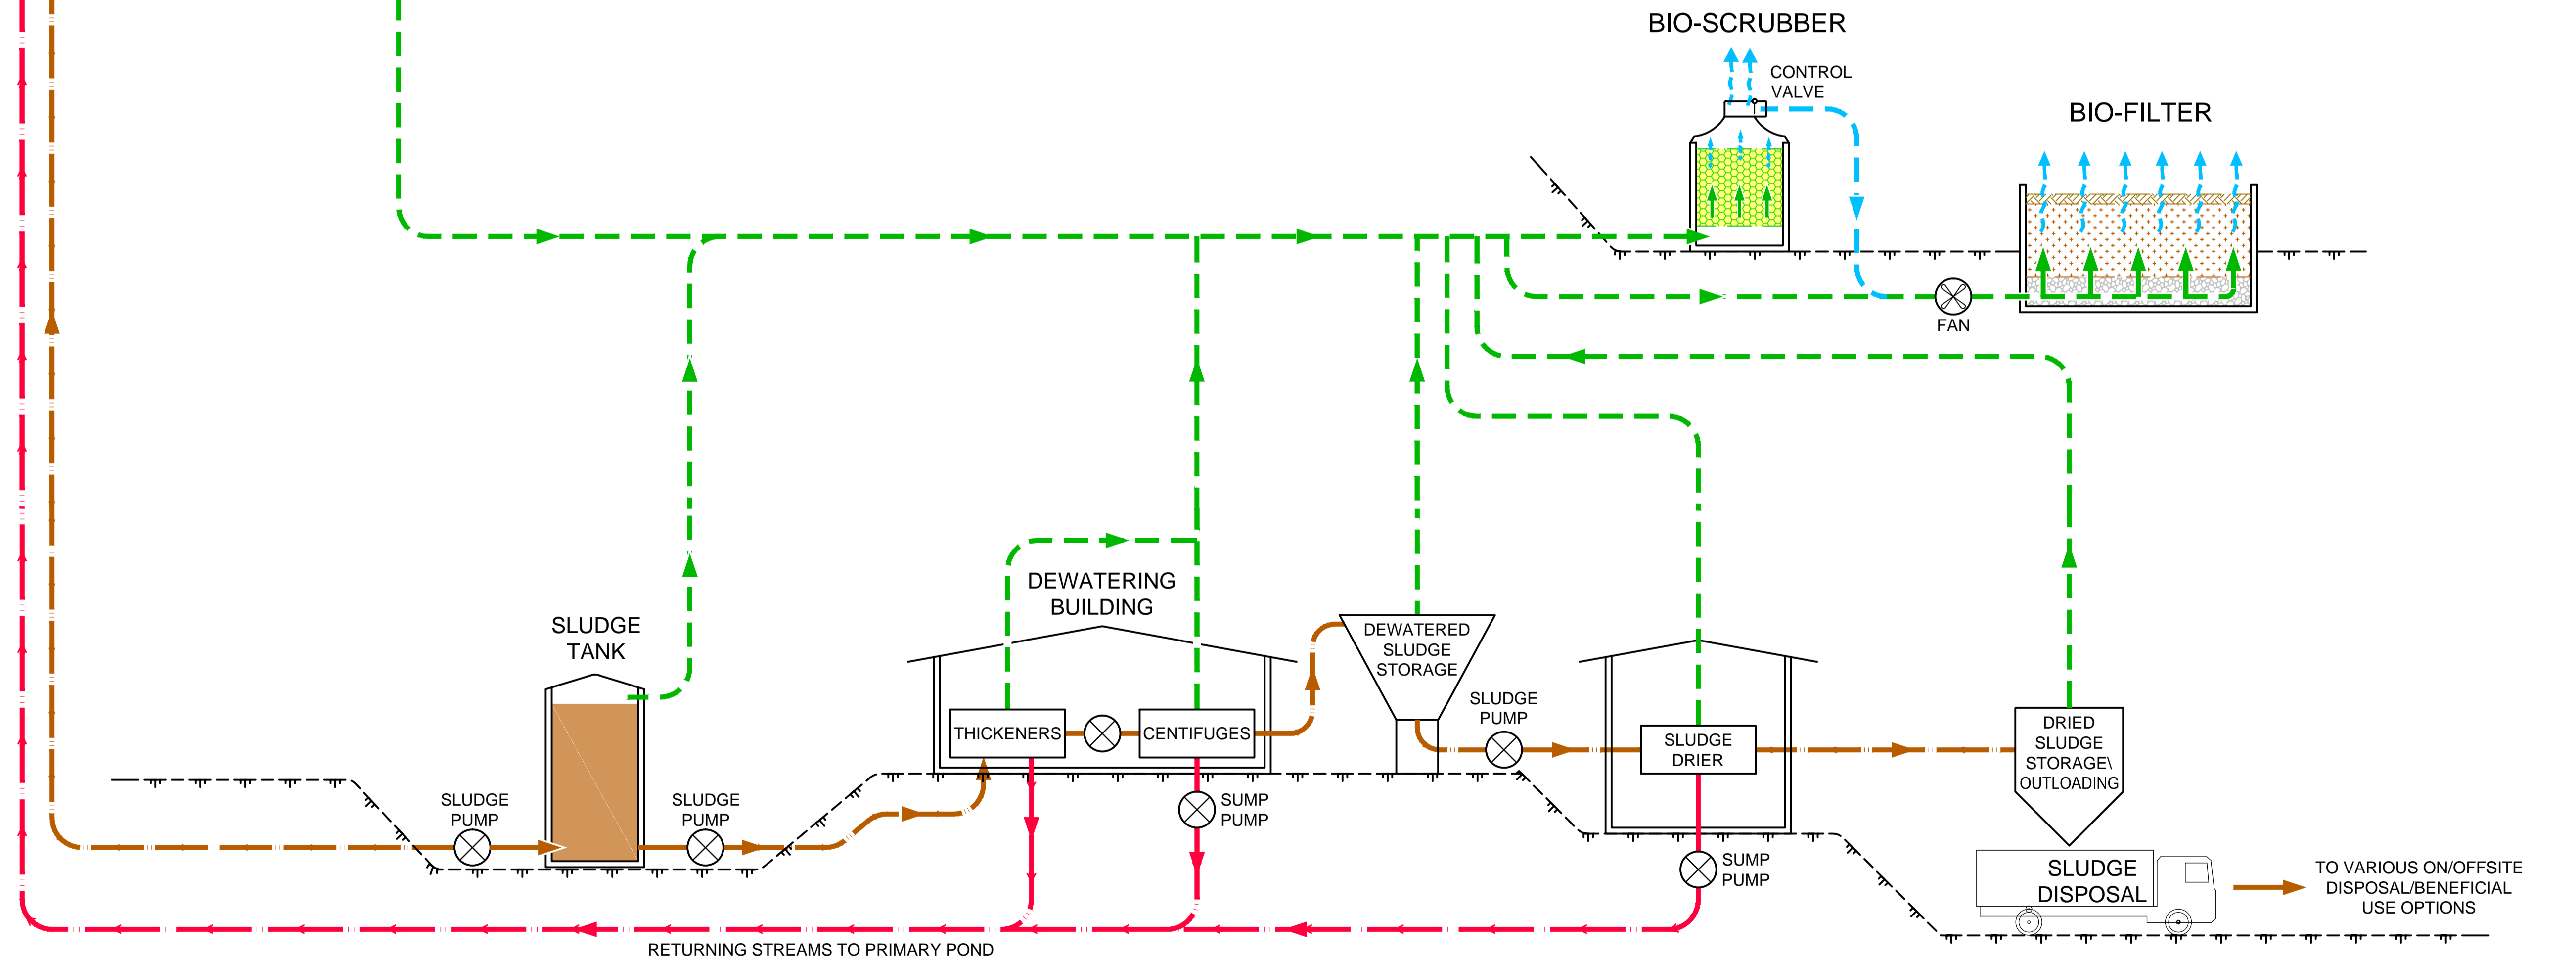 BIO-SCRUBBER
CONTROL
VALVE
BIO-FILTER
FAN
DEWATERING
BUILDING
SLUDGE
TANK
DEWATERED
SLUDGE
STORAGE
SLUDGE
PUMP
THICKENERS
CENTIFUGES
SLUDGE
DRIER
DRIED
SLUDGE
STORAGE\
OUTLOADING
SLUDGE
PUMP
SLUDGE
PUMP
SUMP
PUMP
SUMP
PUMP
SLUDGE
DISPOSAL
TO VARIOUS ON/OFFSITE
DISPOSAL/BENEFICIAL
USE OPTIONS
RETURNING STREAMS TO PRIMARY POND